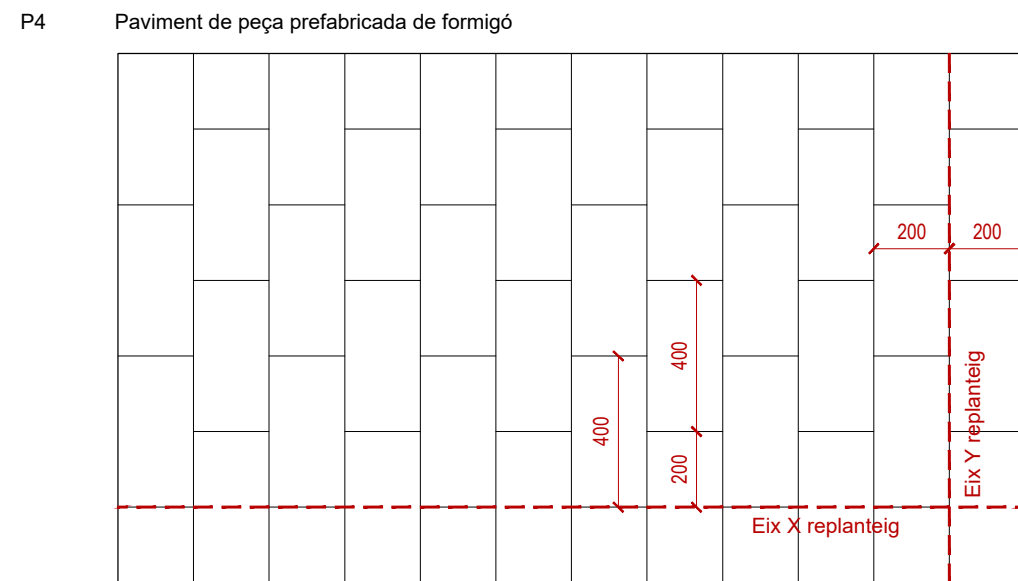 P4 Paviment de peça prefabricada de formigó
200 200
400
400
200
Eix Y replanteig
Eix X replanteig